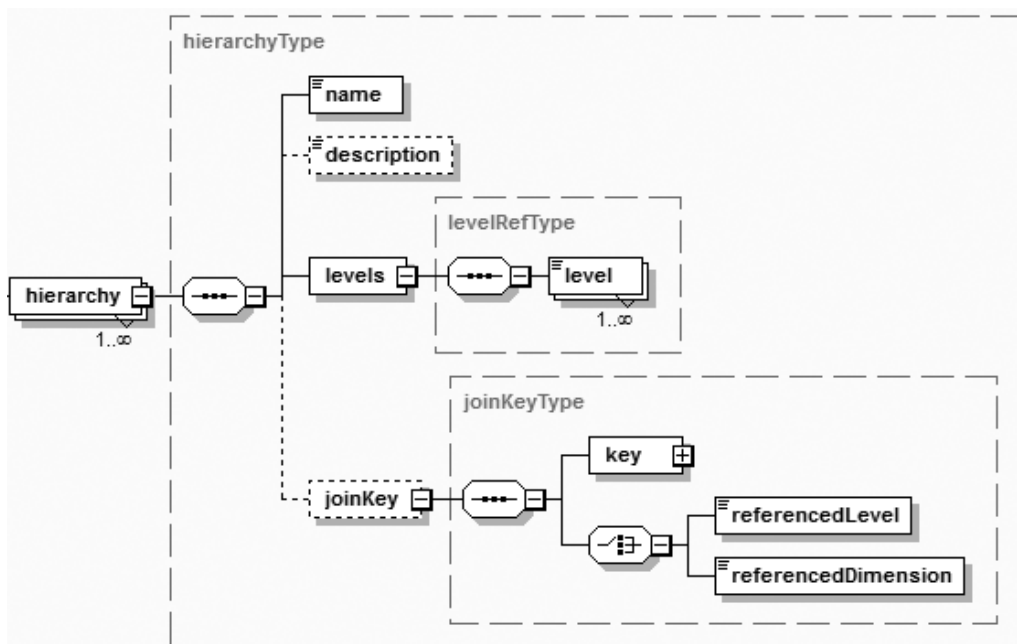 hierarchyType
name
description
levelRefType
levels
level
hierarchy
1..∞
1..∞
joinKeyType
key
joinKey
referencedLevel
referencedDimension